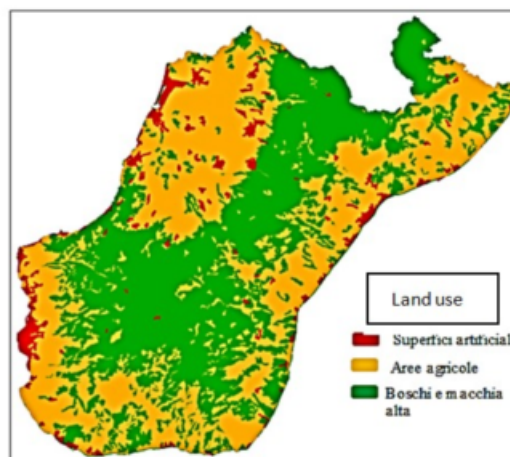 Land use
Superfici artificial
Aree agricole
Boschi e macchia
alta